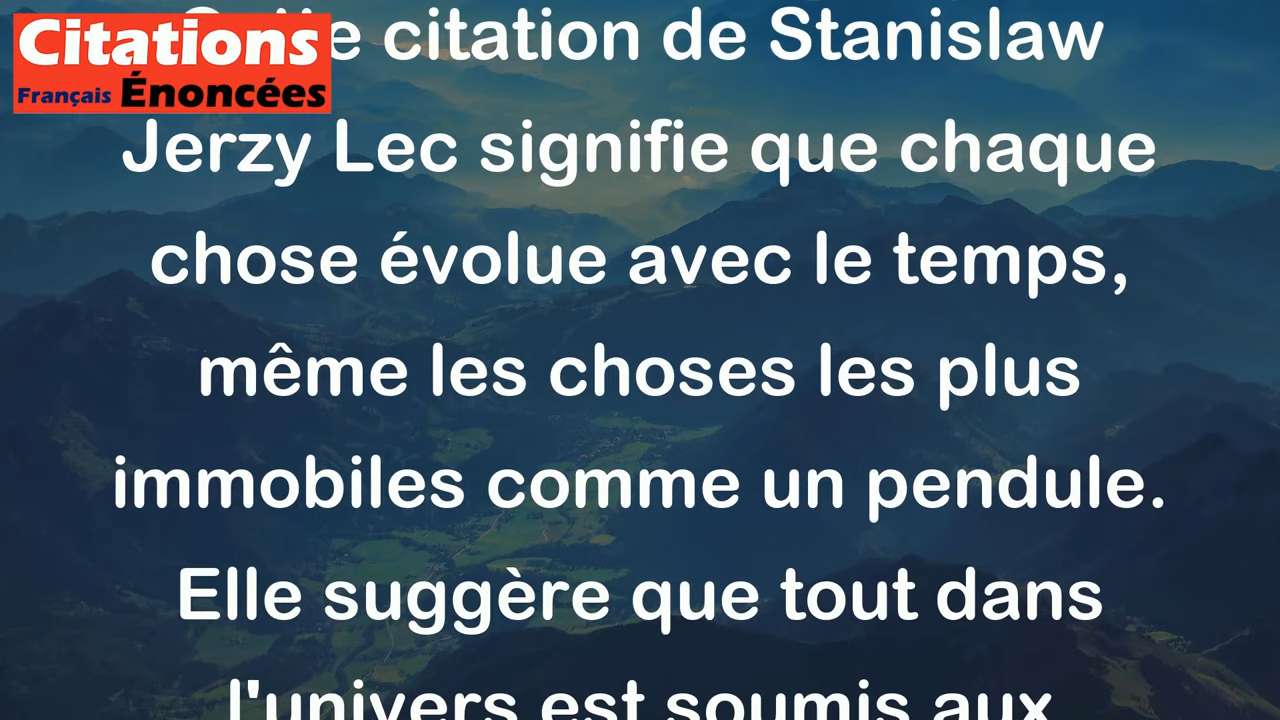 Citations
Français Énoncées
citation de Stanislaw
Jerzy Lec signifie que chaque
chose évolue avec le temps,
même les choses les plus
immobiles comme un pendule.
Elle suggère que tout dans
l'univers est soumis aux